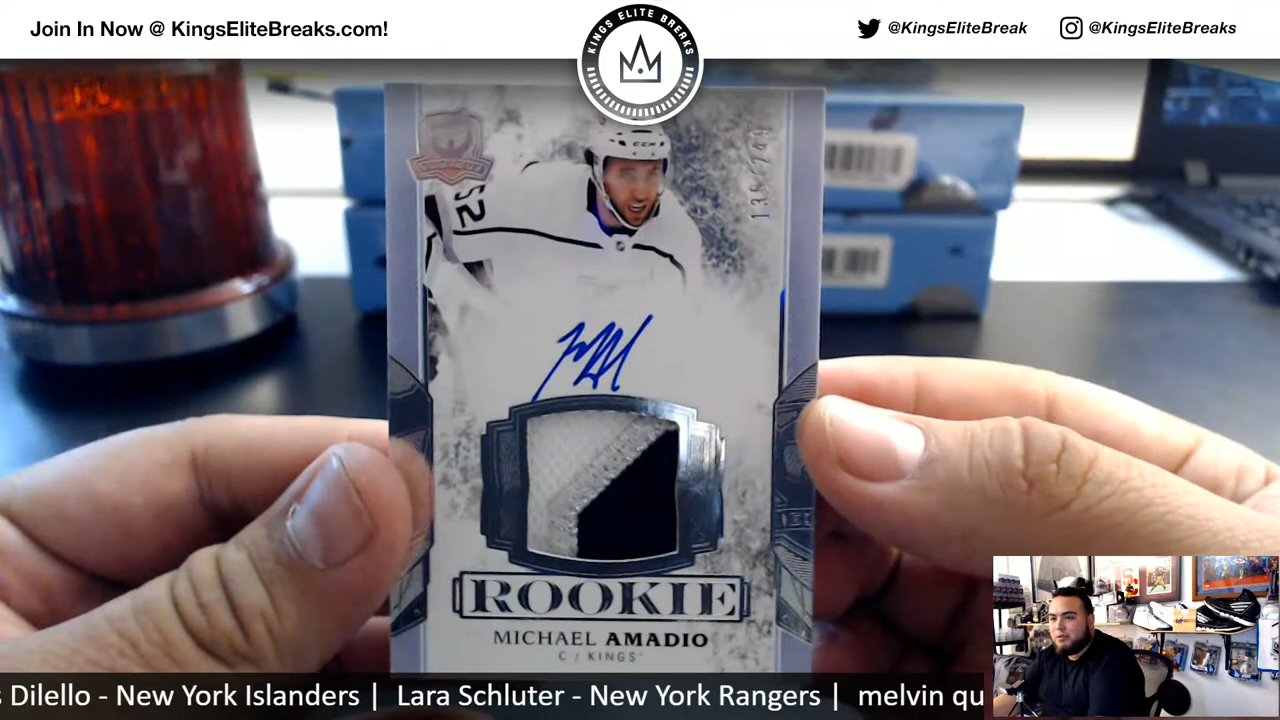 Join In Now @ KingsEliteBreaks.com!
KINGS ELITE BREAKS
@KingsEliteBreak
@KingsEliteBreaks
52
CCM
ROOKIE
MICHAEL AMADIO
C / KINGS
s Dilello - New York Islanders | Lara Schluter - New York Rangers | melvin qu